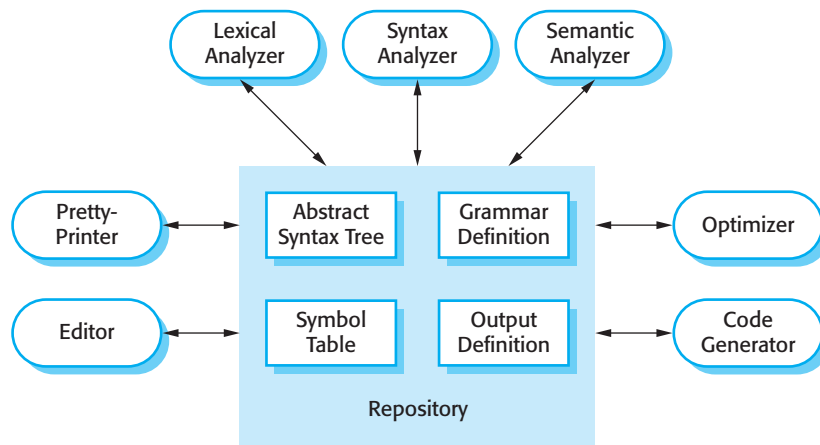 Lexical
Analyzer
Syntax
Analyzer
Semantic
Analyzer
Pretty-
Printer
Abstract
Syntax Tree
Grammar
Definition
Optimizer
Editor
Symbol
Table
Output
Definition
Code
Generator
Repository